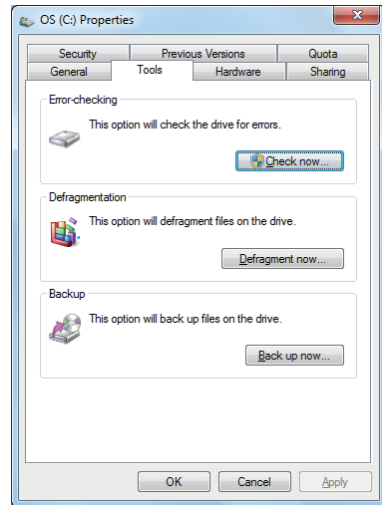 OS (C:) Properties
Security Previous Versions Quota
General Tools Hardware Sharing
Error-checking
This option will check the drive for errors.
Check now...
Defragmentation
This option will defragment files on the drive.
Defragment now...
Backup
This option will back up files on the drive.
Back up now...
OK Cancel Apply